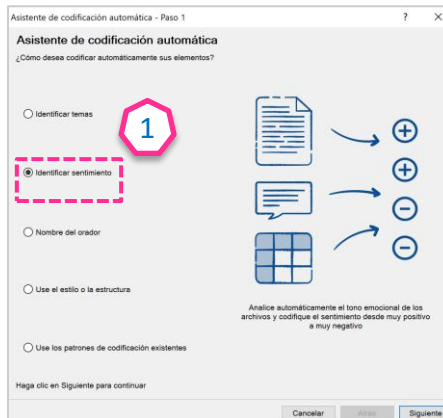 Asistente de codificación automática - Paso 1
? X
Asistente de codificación automática
¿Cómo desea codificar automáticamente sus elementos?
Identificar temas
1
Identificar sentimiento
Nombre del orador
Use el estilo o la estructura
Analice automáticamente el tono emocional de los
archivos y codifique el sentimiento desde muy positivo
a muy negativo
Use los patrones de codificación existentes
Haga clic en Siguiente para continuar
Cancelar Atrás Siguiente